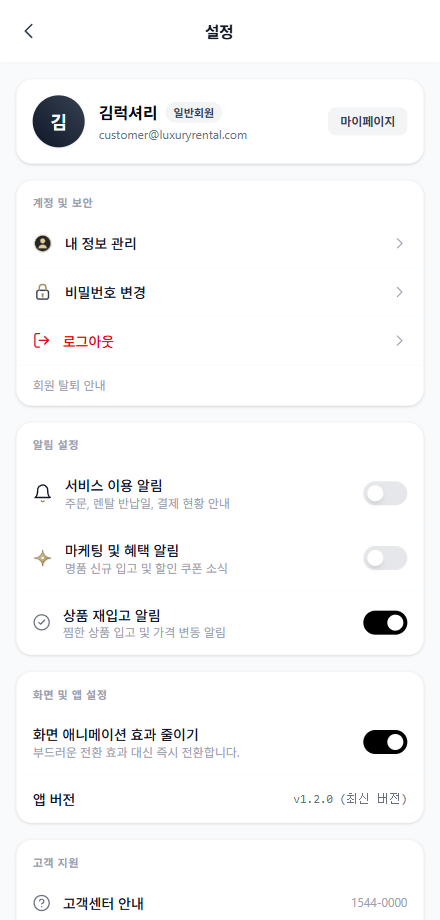 설정
김
김럭셔리 일반회원
customer@luxuryrental.com
마이페이지
계정 및 보안
내 정보 관리
비밀번호 변경
로그아웃
회원 탈퇴 안내
알림 설정
서비스 이용 알림
주문, 렌탈 반납일, 결제 현황 안내
마케팅 및 혜택 알림
명품 신규 입고 및 할인 쿠폰 소식
상품 재입고 알림
찜한 상품 입고 및 가격 변동 알림
화면 및 앱 설정
화면 애니메이션 효과 줄이기
부드러운 전환 효과 대신 즉시 전환합니다.
앱 버전 v1.2.0 (최신 버전)
고객 지원
고객센터 안내 1544-0000